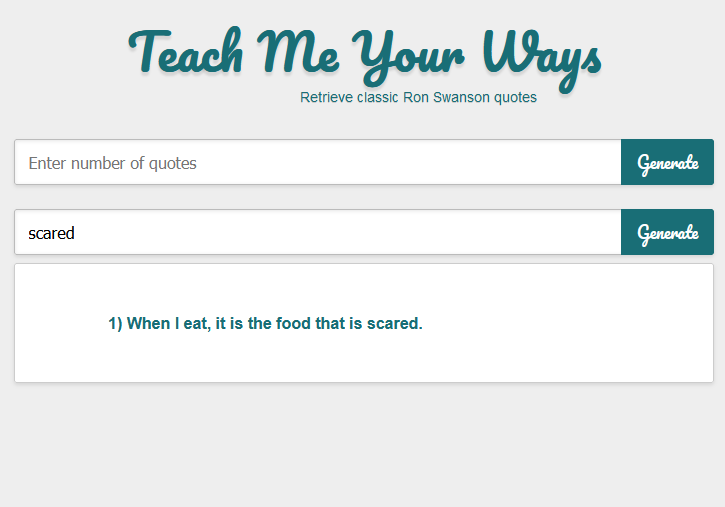 Teach Me Your Ways
Retrieve classic Ron Swanson quotes
Enter number of quotes
Generate
scared
Generate
1) When I eat, it is the food that is scared.